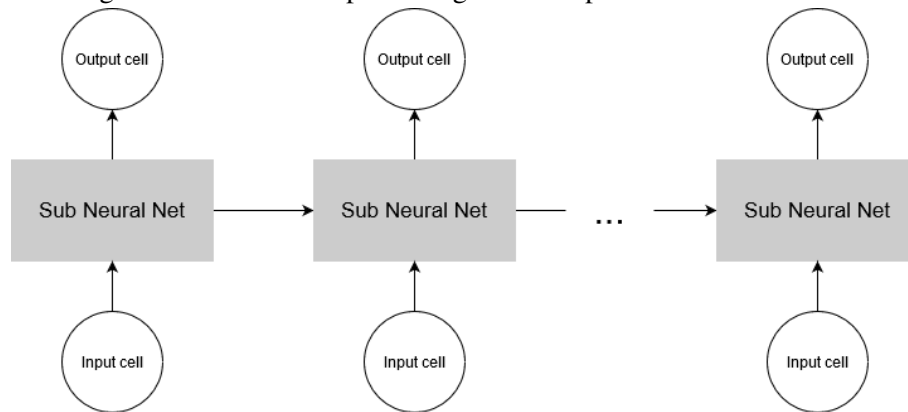 Output cell Output cell Output cell
Sub Neural Net Sub Neural Net ... Sub Neural Net
Input cell Input cell Input cell